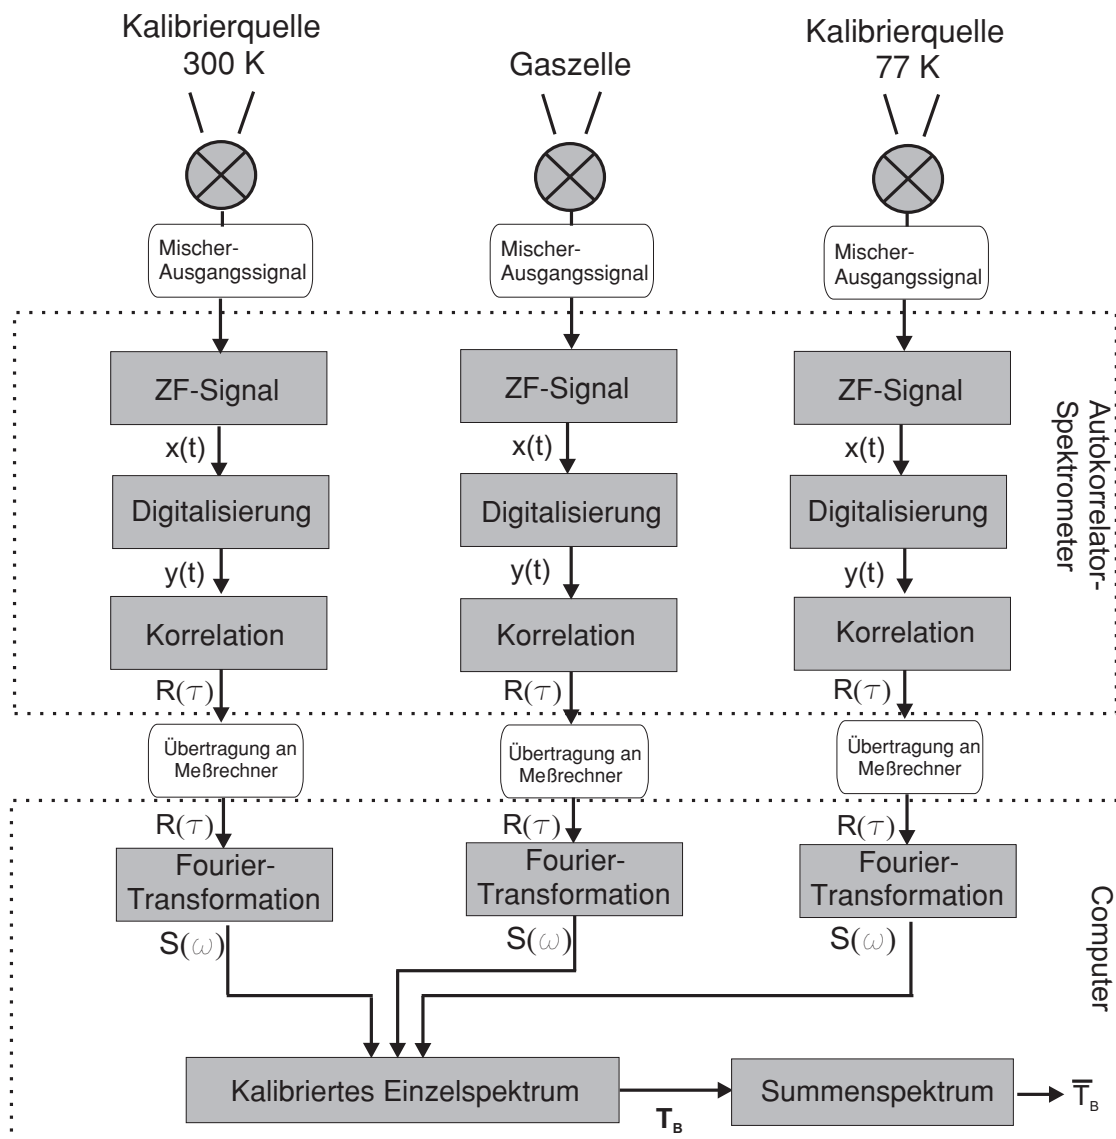 Kalibrierquelle
300 K
Gaszelle
Kalibrierquelle
77 K
Mischer-
Ausgangssignal
Mischer-
Ausgangssignal
Mischer-
Ausgangssignal
ZF-Signal
ZF-Signal
ZF-Signal
x(t)
x(t)
x(t)
Digitalisierung
Digitalisierung
Digitalisierung
y(t)
y(t)
y(t)
Korrelation
Korrelation
Korrelation
R(τ)
R(τ)
R(τ)
Autokorrelator-
Spektrometer
Übertragung an
Meßrechner
Übertragung an
Meßrechner
Übertragung an
Meßrechner
R(τ)
R(τ)
R(τ)
Fourier-
Transformation
Fourier-
Transformation
Fourier-
Transformation
S(ω)
S(ω)
S(ω)
Computer
Kalibriertes Einzelspektrum
T_B
Summenspektrum
T̅_B